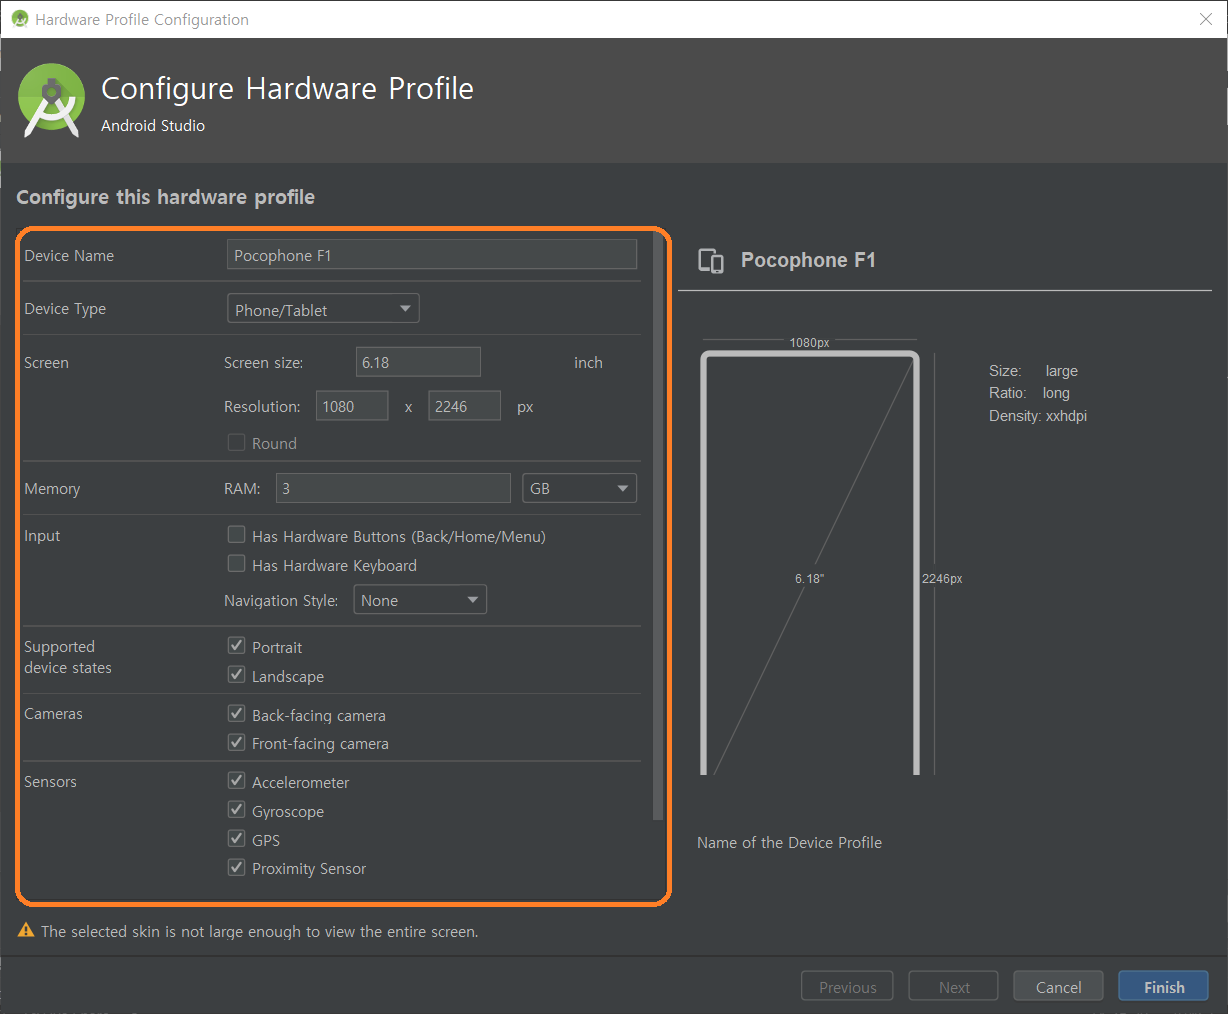 Hardware Profile Configuration
Configure Hardware Profile
Android Studio
Configure this hardware profile
Device Name Pocophone F1
Device Type Phone/Tablet
Screen Screen size: 6.18 inch
Resolution: 1080 x 2246 px
Round
Memory RAM: 3 GB
Input Has Hardware Buttons (Back/Home/Menu)
Has Hardware Keyboard
Navigation Style: None
Supported
device states
Portrait
Landscape
Cameras Back-facing camera
Front-facing camera
Sensors Accelerometer
Gyroscope
GPS
Proximity Sensor
Pocophone F1
1080px
6.18"
2246px
Size: large
Ratio: long
Density: xxhdpi
Name of the Device Profile
The selected skin is not large enough to view the entire screen.
Previous Next Cancel Finish